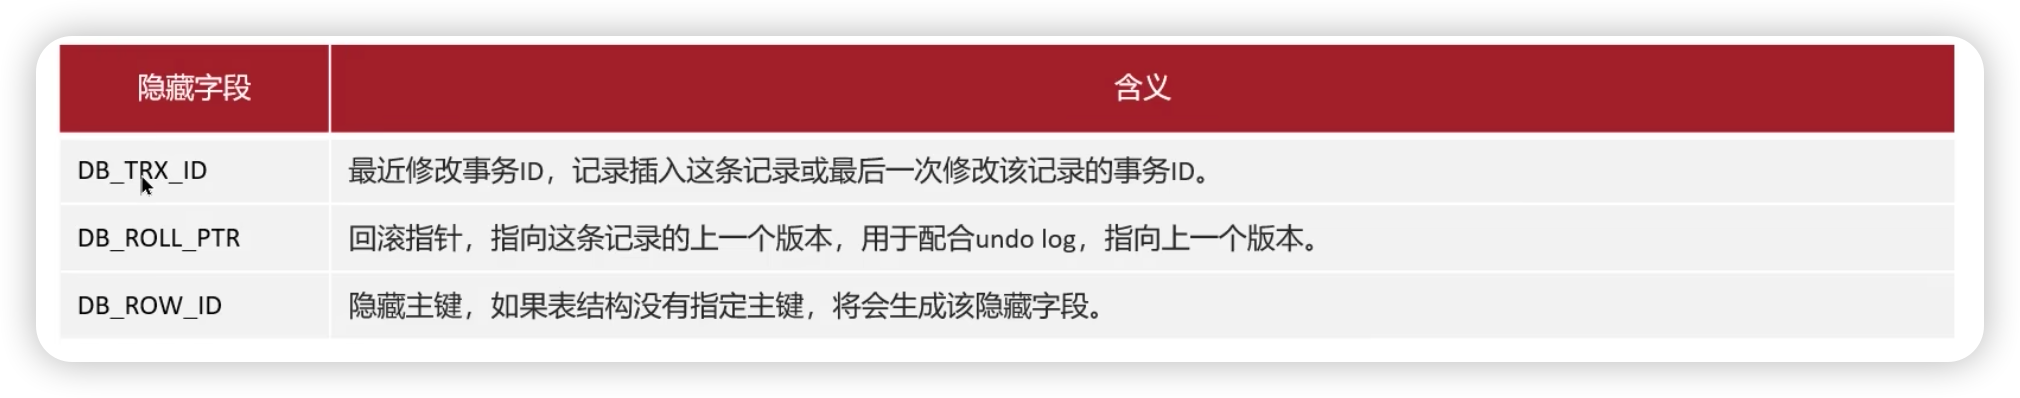 隐藏字段 含义
DB_TRX_ID 最近修改事务ID，记录插入这条记录或最后一次修改该记录的事务ID。
DB_ROLL_PTR 回滚指针，指向这条记录的上一个版本，用于配合undo log，指向上一个版本。
DB_ROW_ID 隐藏主键，如果表结构没有指定主键，将会生成该隐藏字段。